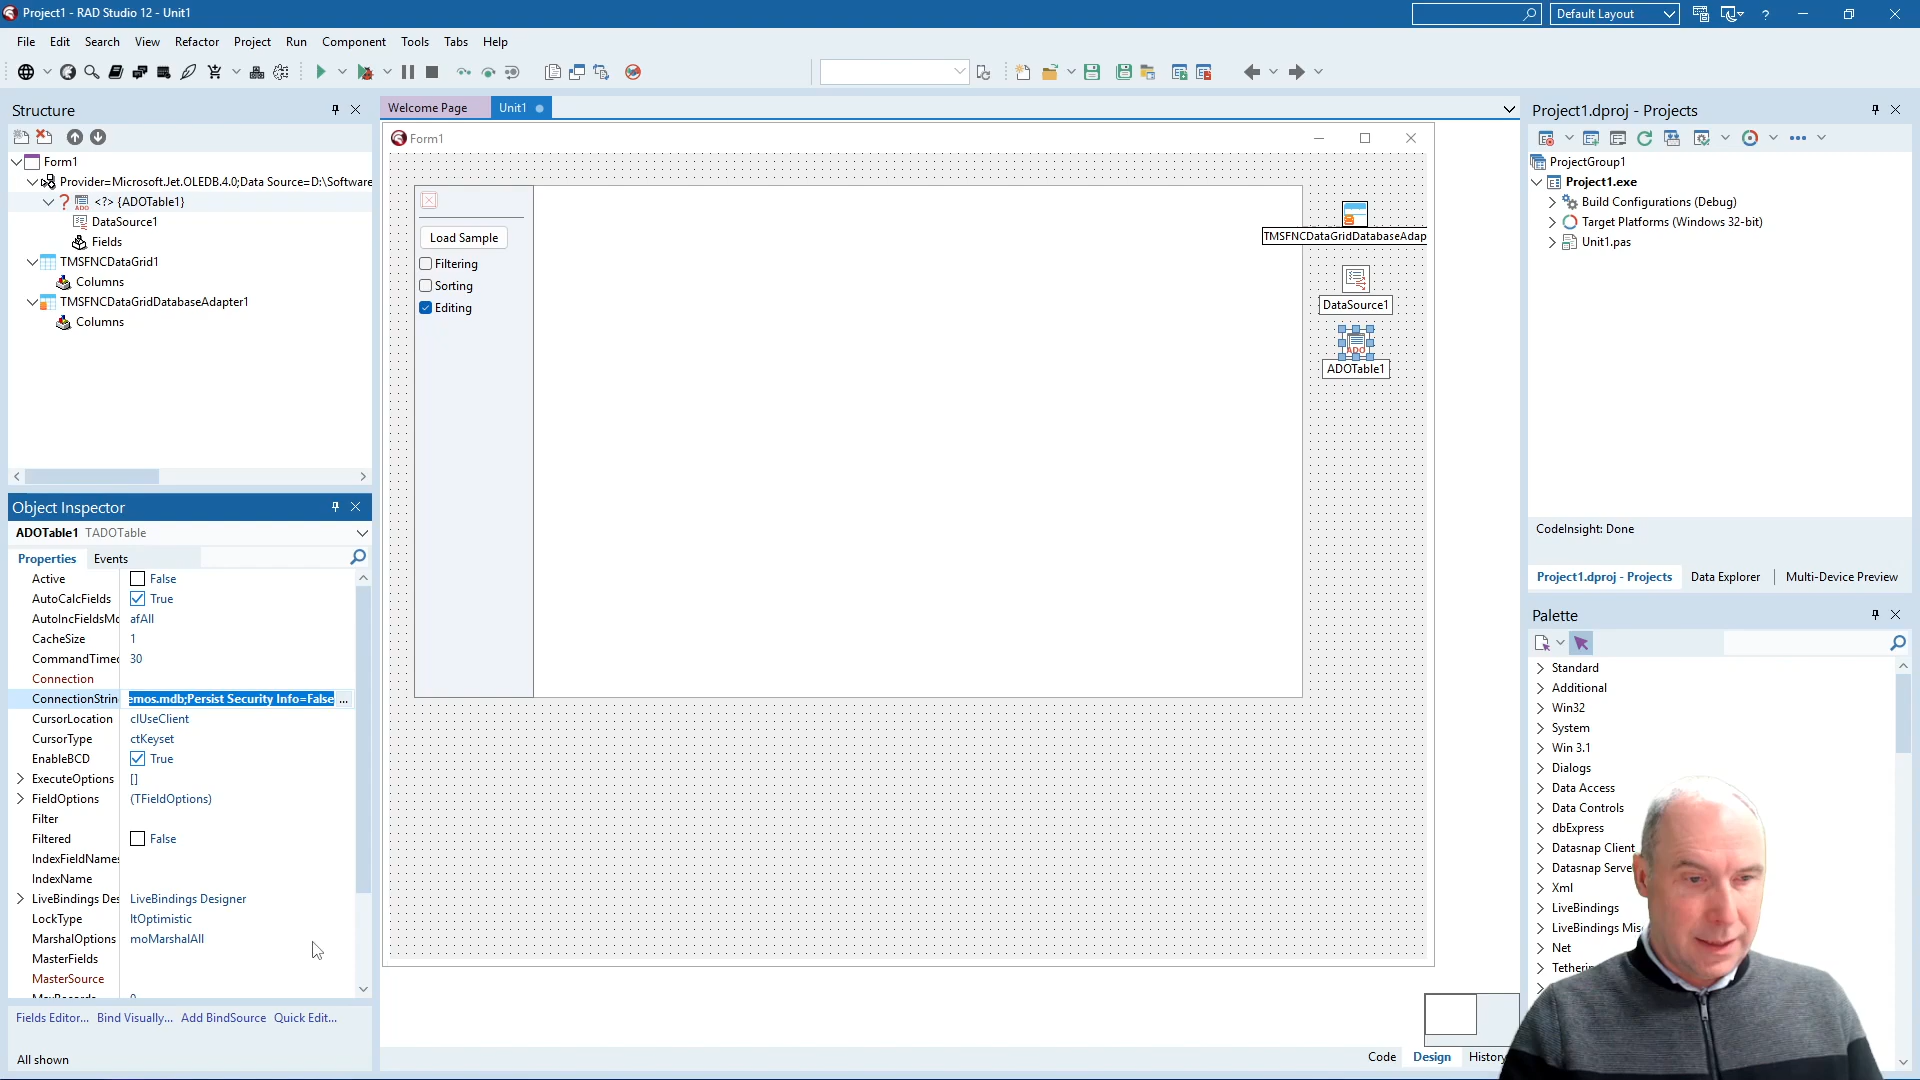 Project1 - RAD Studio 12 - Unit1
Default Layout
?
File Edit Search View Refactor Project Run Component Tools Tabs Help
Structure
Form1
Provider=Microsoft.Jet.OLEDB.4.0;Data Source=D:\Software
<?> {ADOTable1}
DataSource1
Fields
TMSFNCDataGrid1
Columns
TMSFNCDataGridDatabaseAdapter1
Columns
Object Inspector
ADOTable1 TADOTable
Properties Events
Active False
AutoCalcFields True
AutoIncFieldsMo afAll
CacheSize 1
CommandTimeo 30
Connection
ConnectionStrin emos.mdb;Persist Security Info=False ...
CursorLocation clUseClient
CursorType ctKeyset
EnableBCD True
ExecuteOptions []
FieldOptions (TFieldOptions)
Filter
Filtered False
IndexFieldNames
IndexName
LiveBindings Des LiveBindings Designer
LockType ltOptimistic
MarshalOptions moMarshalAll
MasterFields
MasterSource
Fields Editor... Bind Visually... Add BindSource Quick Edit...
All shown
Welcome Page Unit1
Form1
Load Sample
Filtering
Sorting
Editing
TMSFNCDataGridDatabaseAdap
DataSource1
ADO
ADOTable1
Code Design History
Project1.dproj - Projects
ProjectGroup1
Project1.exe
Build Configurations (Debug)
Target Platforms (Windows 32-bit)
Unit1.pas
CodeInsight: Done
Project1.dproj - Projects Data Explorer Multi-Device Preview
Palette
Standard
Additional
Win32
System
Win 3.1
Dialogs
Data Access
Data Controls
dbExpress
Datasnap Client
Datasnap Serve
Xml
LiveBindings
LiveBindings Mis
Net
Tetherin